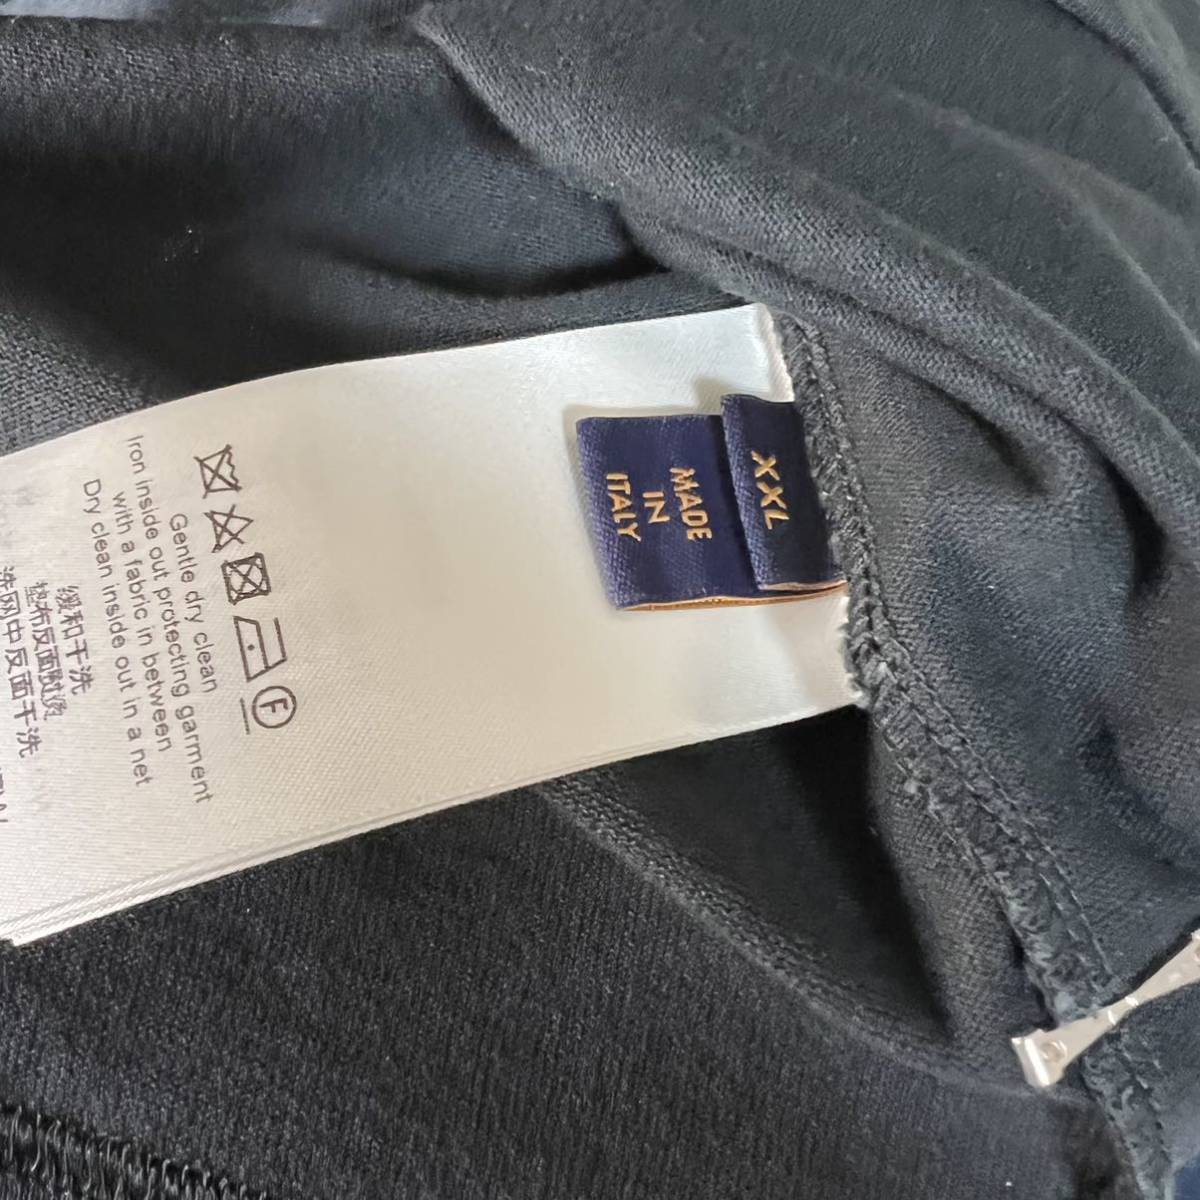 XXL
MADE
IN
ITALY
F
Gentle dry clean
Iron inside out protecting garment
with a fabric in between
Dry clean inside out in a net
缓和干洗
垫布反面熨烫
洗网中反面干洗